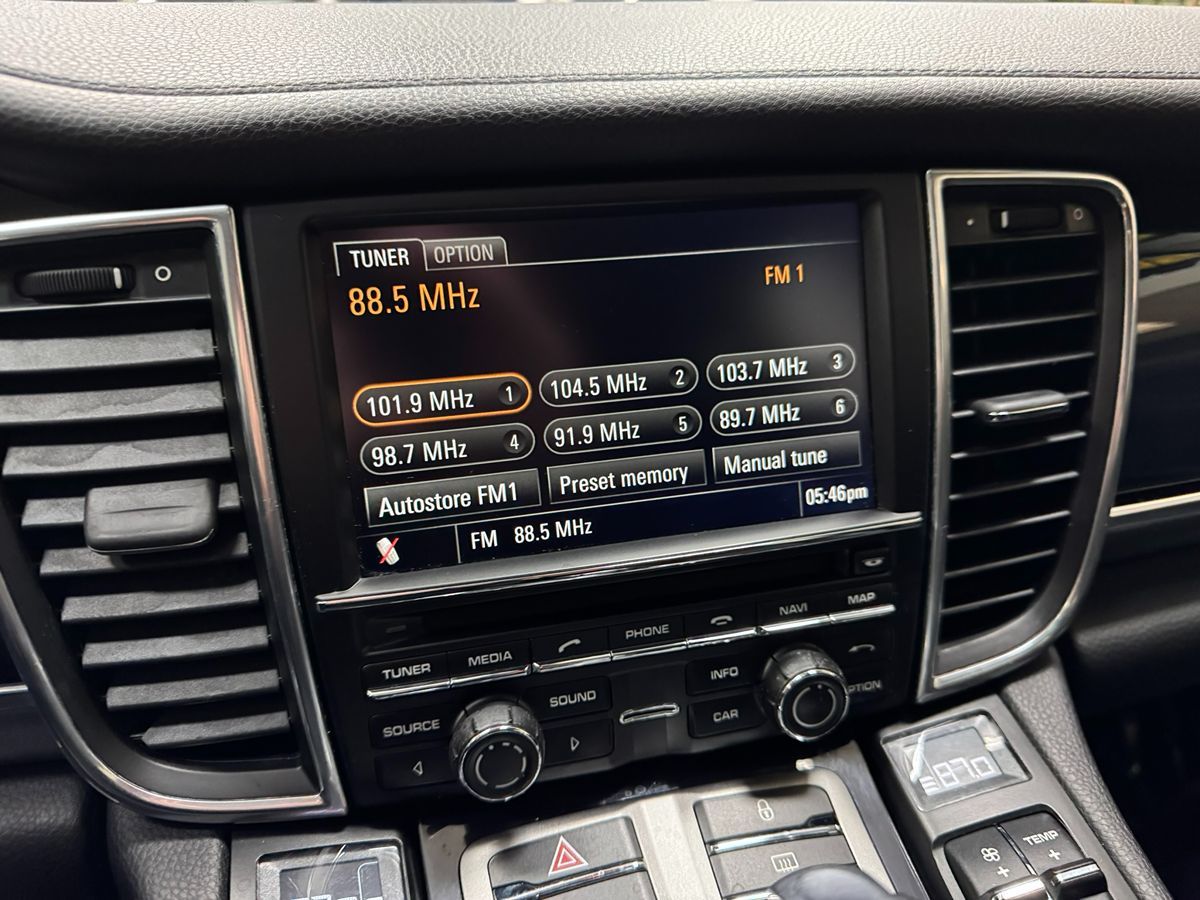 TUNER OPTION
88.5 MHz FM 1
101.9 MHz 1 104.5 MHz 2 103.7 MHz 3
98.7 MHz 4 91.9 MHz 5 89.7 MHz 6
Autostore FM1 Preset memory Manual tune
FM 88.5 MHz 05:46pm
TUNER MEDIA PHONE NAVI MAP
SOURCE SOUND INFO
CAR
87.0
TEMP
+ +